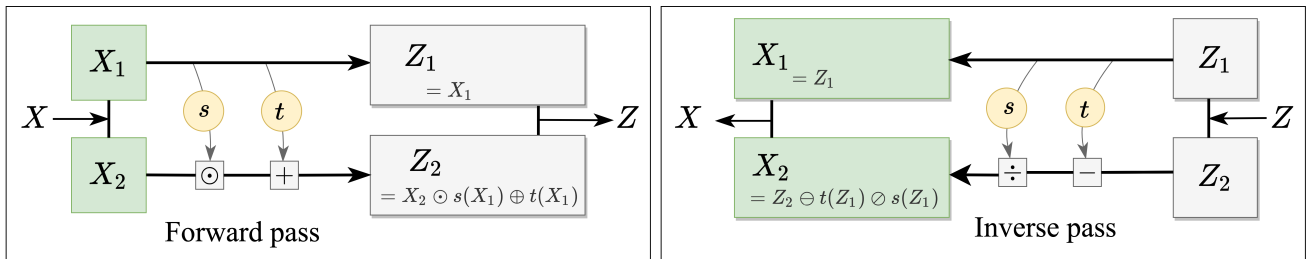 X₁
Z₁
= X₁
s
t
X
Z
X₂
⊙
+
Z₂
= X₂ ⊙ s(X₁) ⊕ t(X₁)
Forward pass
X₁
= Z₁
Z₁
s
t
X
Z
X₂
= Z₂ ⊖ t(Z₁) ⊘ s(Z₁)
÷
−
Z₂
Inverse pass